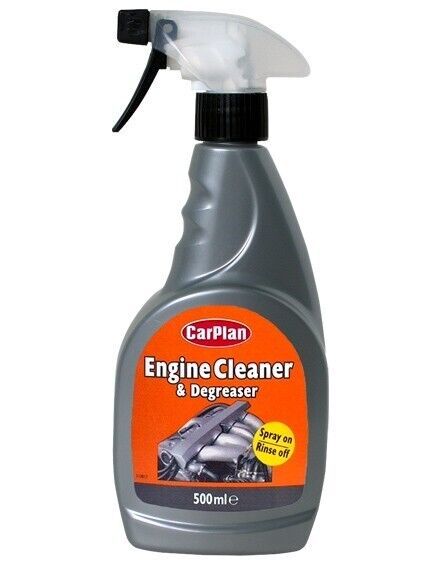 CarPlan
Engine Cleaner
& Degreaser
Spray on
Rinse off
500ml℮